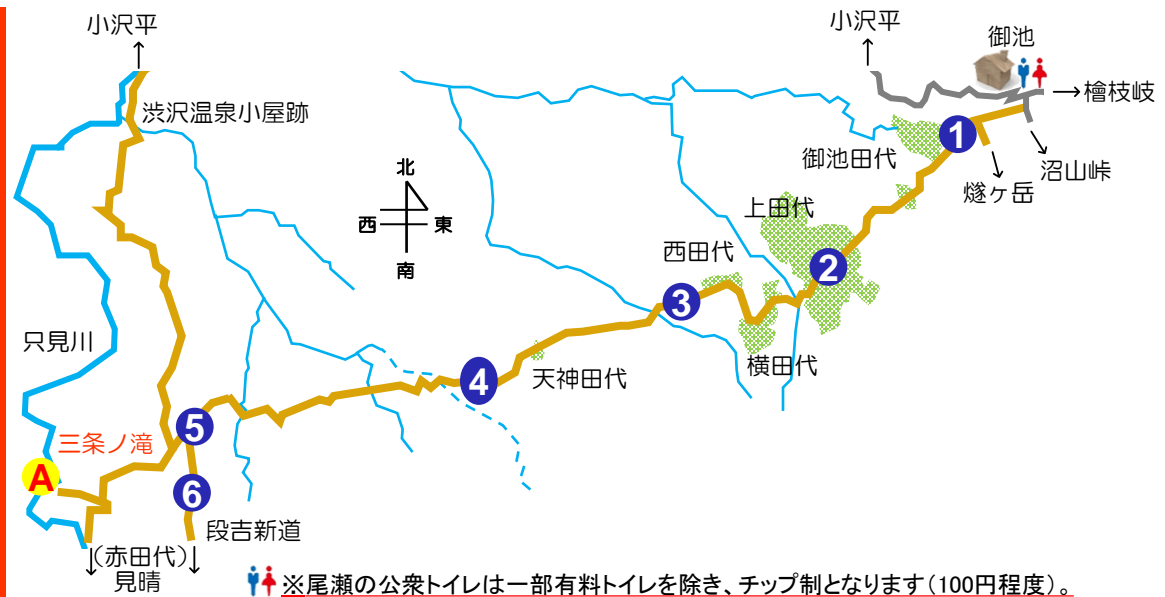 小沢平
小沢平
御池
→檜枝岐
渋沢温泉小屋跡
1
御池田代
沼山峠
燧ヶ岳
北
西 東
南
上田代
西田代
2
3
只見川
横田代
天神田代
4
5
三条ノ滝
A
6
段吉新道
(赤田代)
見晴
※尾瀬の公衆トイレは一部有料トイレを除き、チップ制となります(100円程度)。